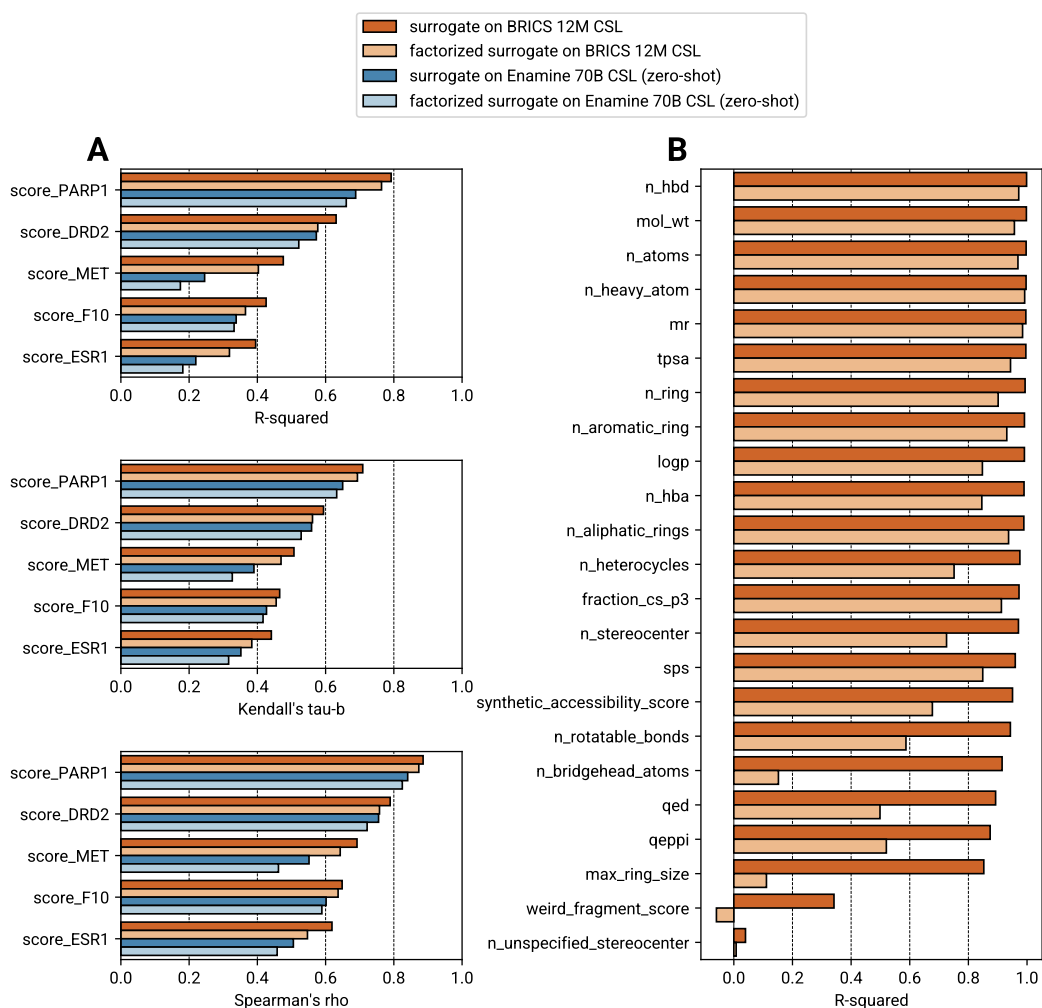 surrogate on BRICS 12M CSL
factorized surrogate on BRICS 12M CSL
surrogate on Enamine 70B CSL (zero-shot)
factorized surrogate on Enamine 70B CSL (zero-shot)
A
score_PARP1
score_DRD2
score_MET
score_F10
score_ESR1
0.0 0.2 0.4 0.6 0.8 1.0
R-squared
score_PARP1
score_DRD2
score_MET
score_F10
score_ESR1
0.0 0.2 0.4 0.6 0.8 1.0
Kendall's tau-b
score_PARP1
score_DRD2
score_MET
score_F10
score_ESR1
0.0 0.2 0.4 0.6 0.8 1.0
Spearman's rho
B
n_hbd
mol_wt
n_atoms
n_heavy_atom
mr
tpsa
n_ring
n_aromatic_ring
logp
n_hba
n_aliphatic_rings
n_heterocycles
fraction_cs_p3
n_stereocenter
sps
synthetic_accessibility_score
n_rotatable_bonds
n_bridgehead_atoms
qed
qeppi
max_ring_size
weird_fragment_score
n_unspecified_stereocenter
0.0 0.2 0.4 0.6 0.8 1.0
R-squared